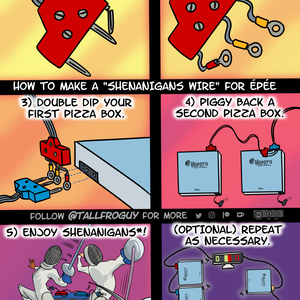 HOW TO MAKE A "SHENANIGANS WIRE" FOR ÉPÉE
3) DOUBLE DIP YOUR
FIRST PIZZA BOX.
4) PIGGY BACK A
SECOND PIZZA BOX.
FOLLOW @TALLFROGUY FOR MORE
5) ENJOY SHENANIGANS*!
(OPTIONAL) REPEAT
AS NECESSARY.